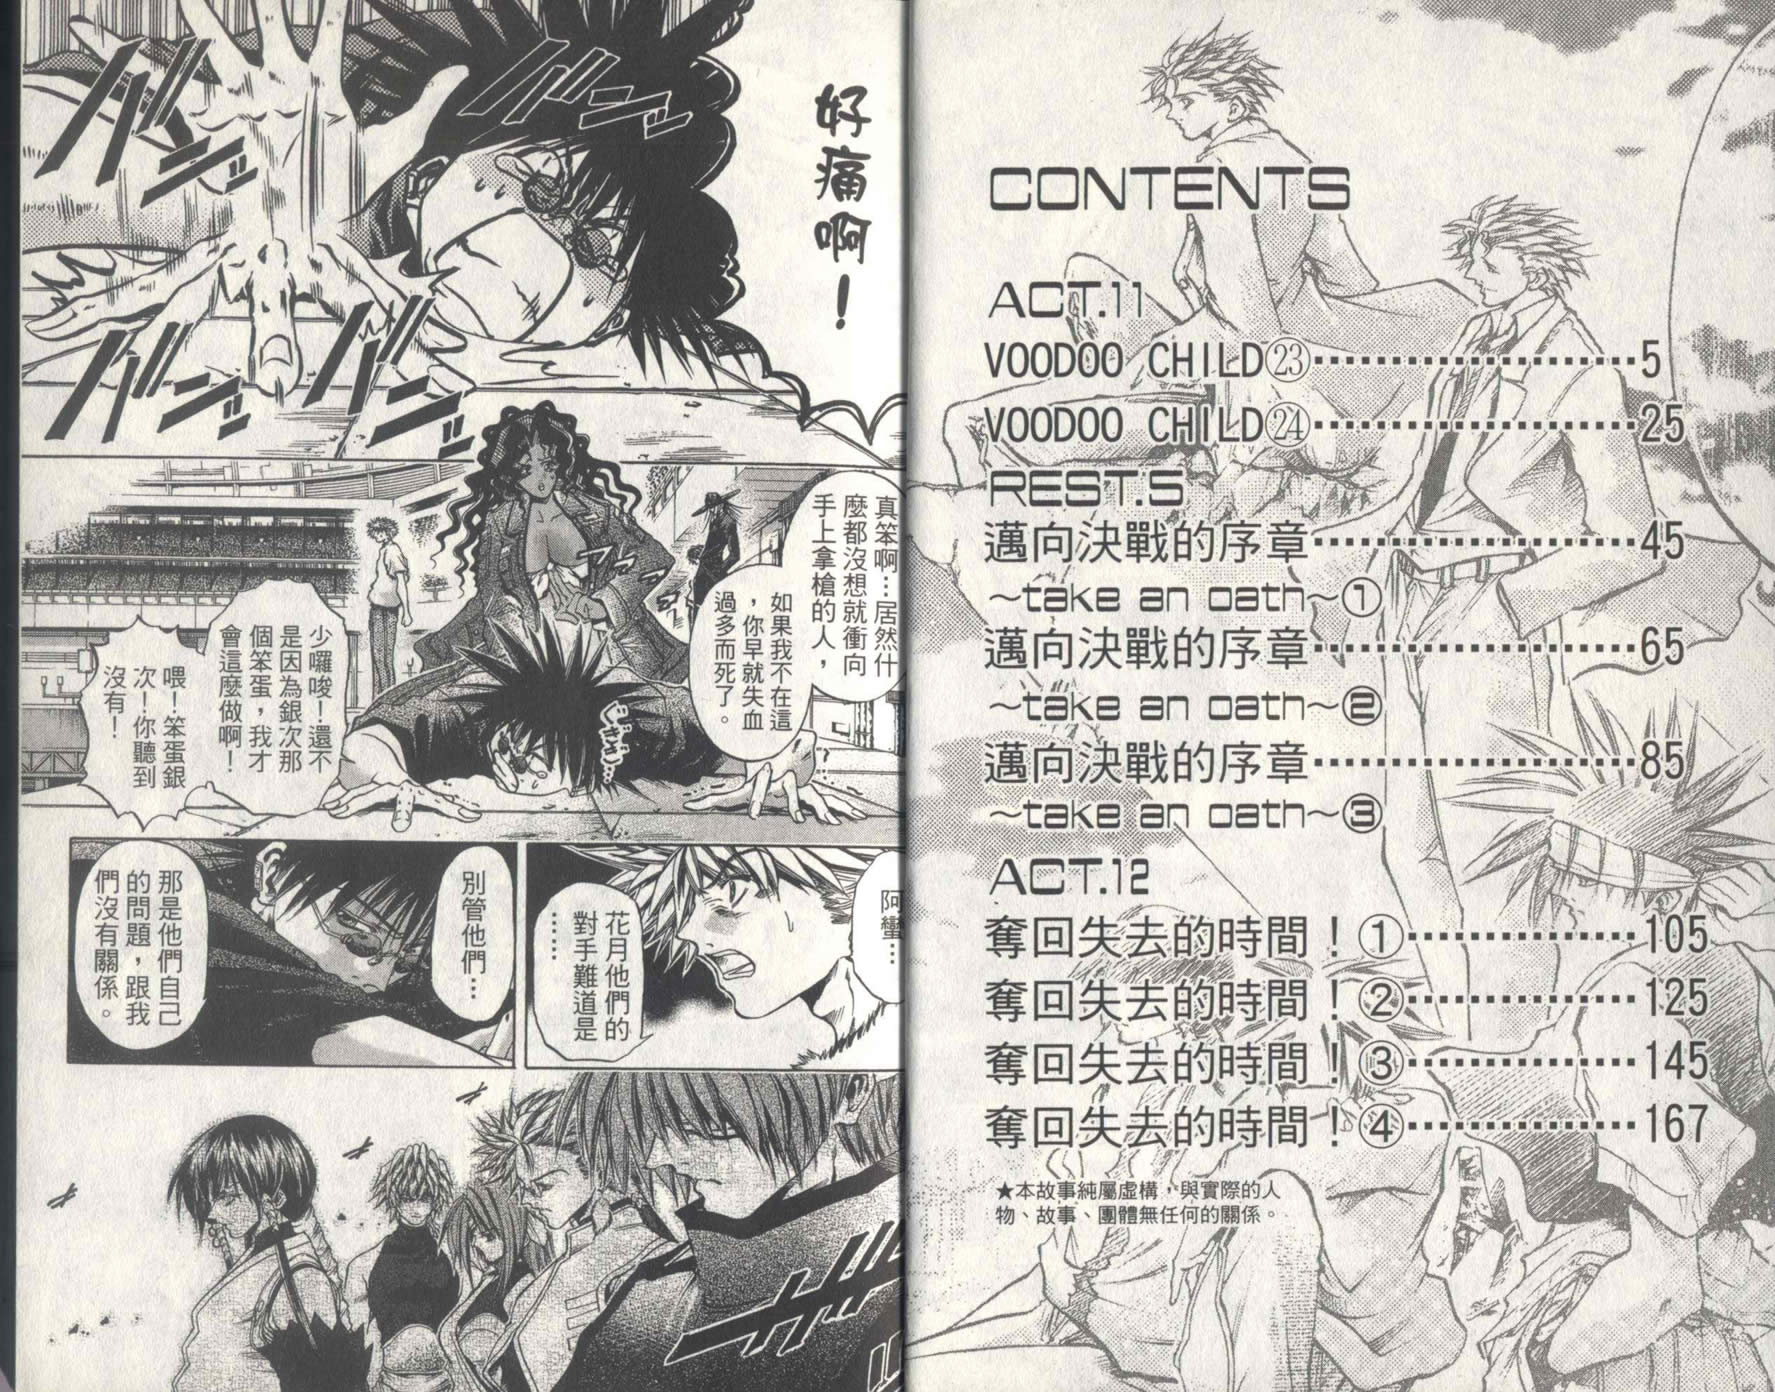 好痛啊！
真笨啊…居然什
麼都沒想就衝向
手上拿槍的人，
如果我不在這
，你早就失血
過多而死了。
少囉唆！還不
是因為銀次那
個笨蛋，我才
會這麼做啊！
喂！笨蛋銀
次！你聽到
沒有！
阿蠻…
花月他們的
對手難道是
……
別管他們…
那是他們自己
的問題，跟我
們沒有關係。
CONTENTS
ACT.11
VOODOO CHILD㉓……………5
VOODOO CHILD㉔……………25
REST.5
邁向決戰的序章……………45
～take an oath～①
邁向決戰的序章……………65
～take an oath～②
邁向決戰的序章……………85
～take an oath～③
ACT.12
奪回失去的時間！①…………105
奪回失去的時間！②…………125
奪回失去的時間！③…………145
奪回失去的時間！④…………167
★本故事純屬虛構，與實際的人
物、故事、團體無任何的關係。